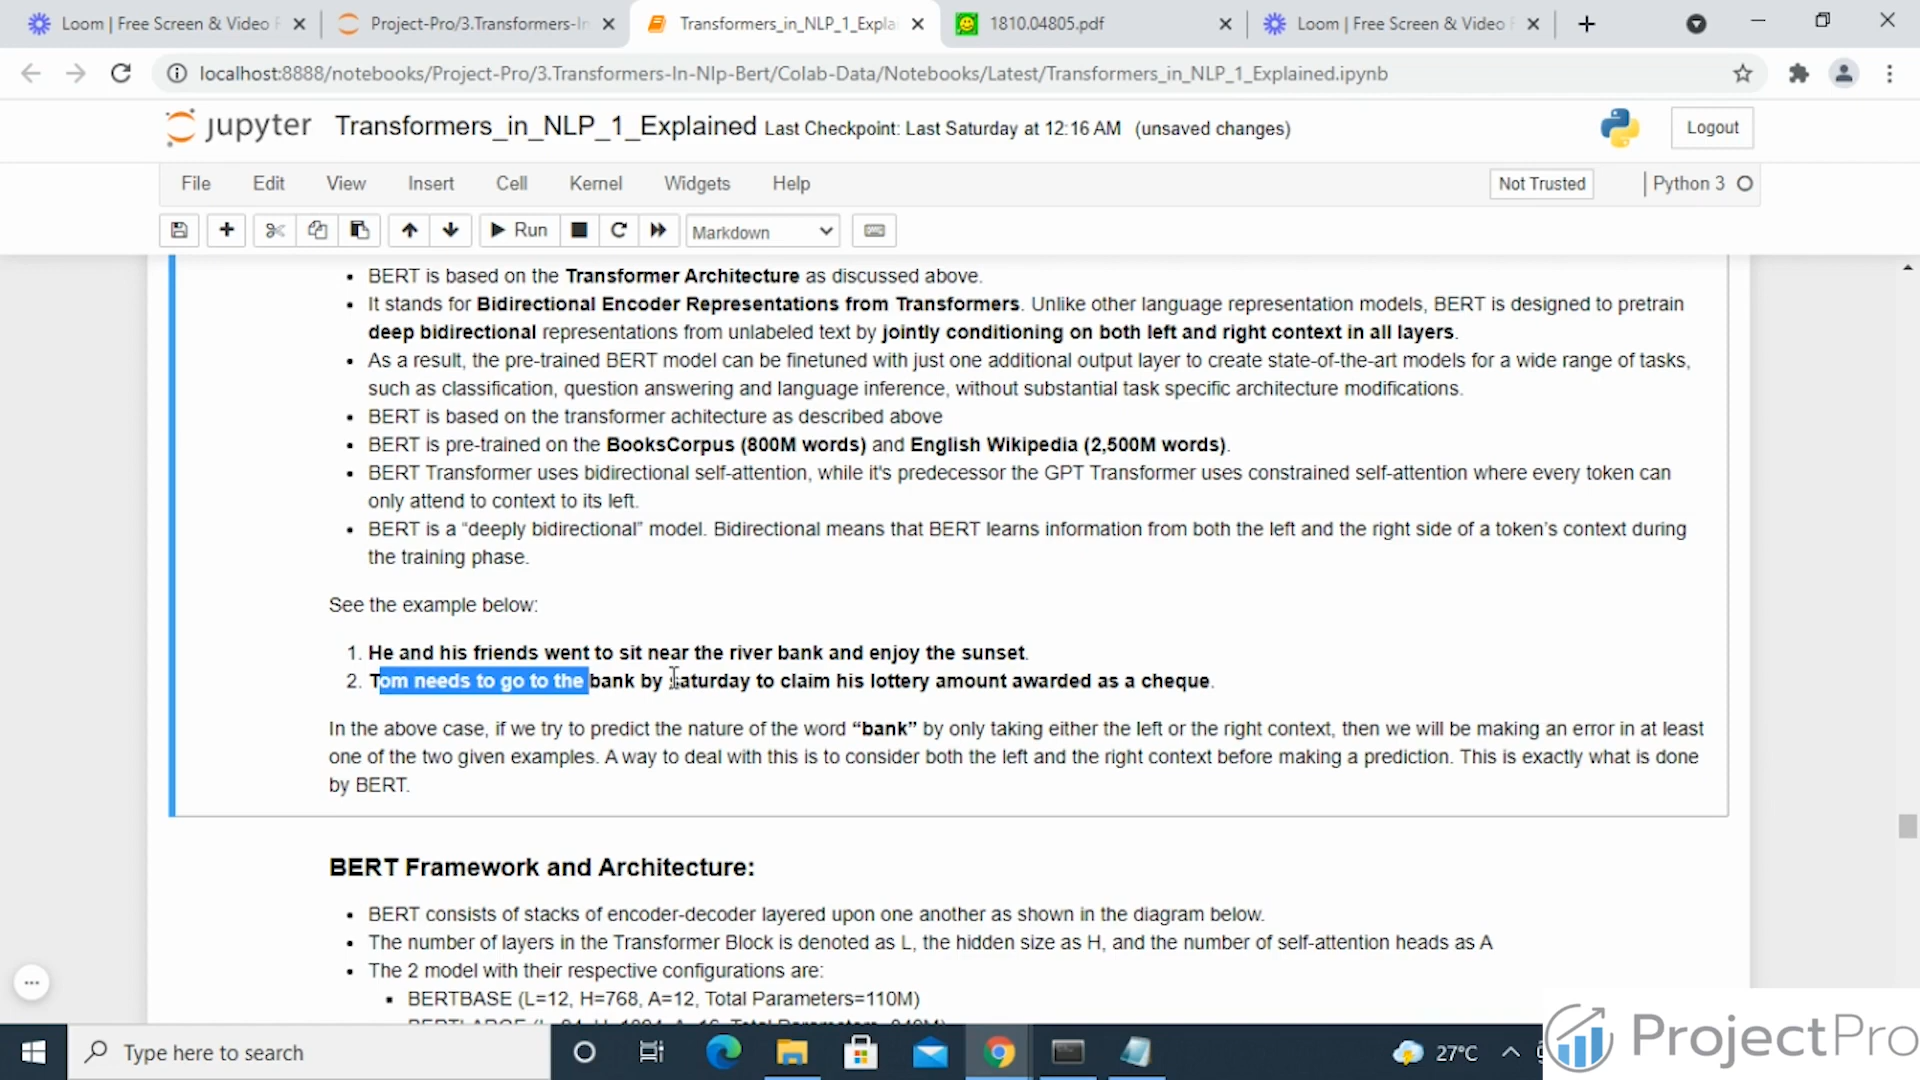 Loom | Free Screen & Video
Project-Pro/3.Transformers-In
Transformers_in_NLP_1_Expla
1810.04805.pdf
Loom | Free Screen & Video
localhost:8888/notebooks/Project-Pro/3.Transformers-In-Nlp-Bert/Colab-Data/Notebooks/Latest/Transformers_in_NLP_1_Explained.ipynb
jupyter Transformers_in_NLP_1_Explained Last Checkpoint: Last Saturday at 12:16 AM (unsaved changes)
Logout
File Edit View Insert Cell Kernel Widgets Help
Not Trusted
Python 3
Run
Markdown
• BERT is based on the Transformer Architecture as discussed above.
• It stands for Bidirectional Encoder Representations from Transformers. Unlike other language representation models, BERT is designed to pretrain
deep bidirectional representations from unlabeled text by jointly conditioning on both left and right context in all layers.
• As a result, the pre-trained BERT model can be finetuned with just one additional output layer to create state-of-the-art models for a wide range of tasks,
such as classification, question answering and language inference, without substantial task specific architecture modifications.
• BERT is based on the transformer achitecture as described above
• BERT is pre-trained on the BooksCorpus (800M words) and English Wikipedia (2,500M words).
• BERT Transformer uses bidirectional self-attention, while it's predecessor the GPT Transformer uses constrained self-attention where every token can
only attend to context to its left.
• BERT is a “deeply bidirectional” model. Bidirectional means that BERT learns information from both the left and the right side of a token’s context during
the training phase.
See the example below:
1. He and his friends went to sit near the river bank and enjoy the sunset.
2. Tom needs to go to the bank by saturday to claim his lottery amount awarded as a cheque.
In the above case, if we try to predict the nature of the word “bank” by only taking either the left or the right context, then we will be making an error in at least
one of the two given examples. A way to deal with this is to consider both the left and the right context before making a prediction. This is exactly what is done
by BERT.
BERT Framework and Architecture:
• BERT consists of stacks of encoder-decoder layered upon one another as shown in the diagram below.
• The number of layers in the Transformer Block is denoted as L, the hidden size as H, and the number of self-attention heads as A
• The 2 model with their respective configurations are:
▪ BERTBASE (L=12, H=768, A=12, Total Parameters=110M)
Type here to search
27°C
ProjectPro